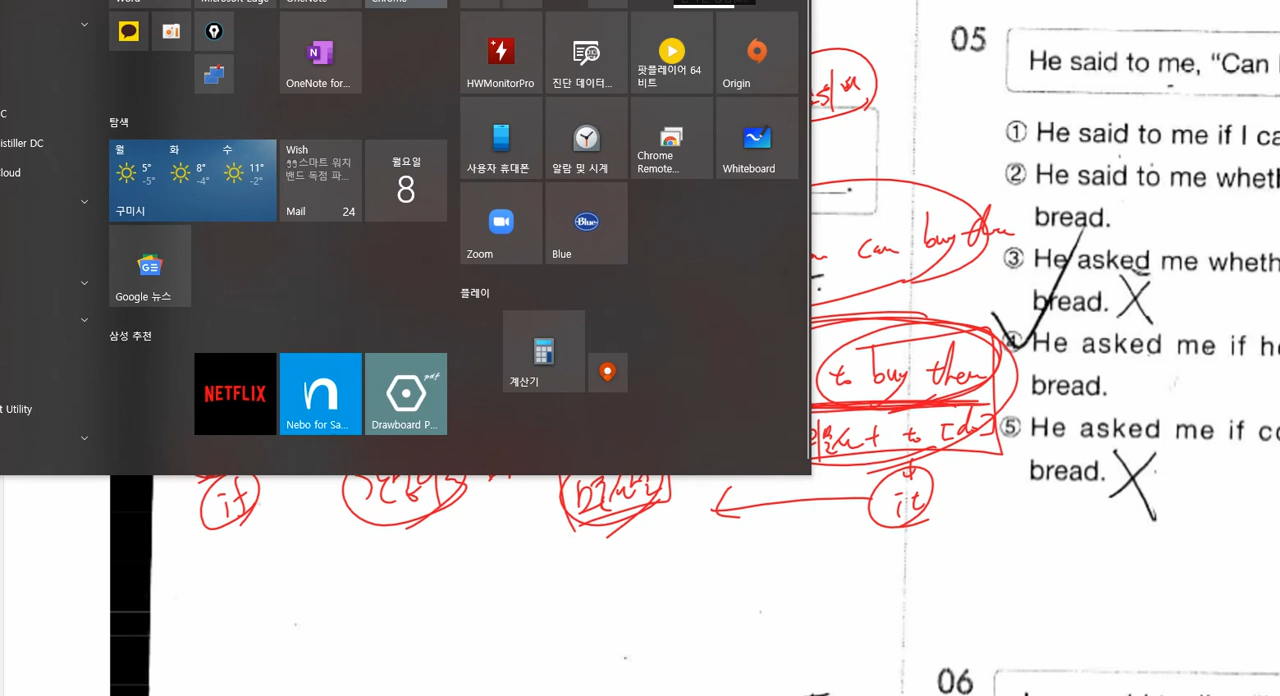 Word
Microsoft Edge
OneNote
Chrome
OneNote for...
HWMonitorPro
진단 데이터...
팟플레이어 64
비트
Origin
C
istiller DC
loud
탐색
월 화 수
5° 8° 11°
-5° -4° -2°
구미시
Wish
스마트 워치
밴드 독점 파...
Mail 24
월요일
8
사용자 휴대폰
알람 및 시계
Chrome
Remote...
Whiteboard
Zoom
Blue
Google 뉴스
플레이
삼성 추천
계산기
NETFLIX
Nebo for Sa...
pdf
Drawboard P...
t Utility
can buy them
to buy them
to [do]
it
if
05
He said to me, “Can
① He said to me if I ca
② He said to me wheth
bread.
③ He asked me wheth
bread. X
④ He asked me if he
bread.
⑤ He asked me if co
bread. X
06